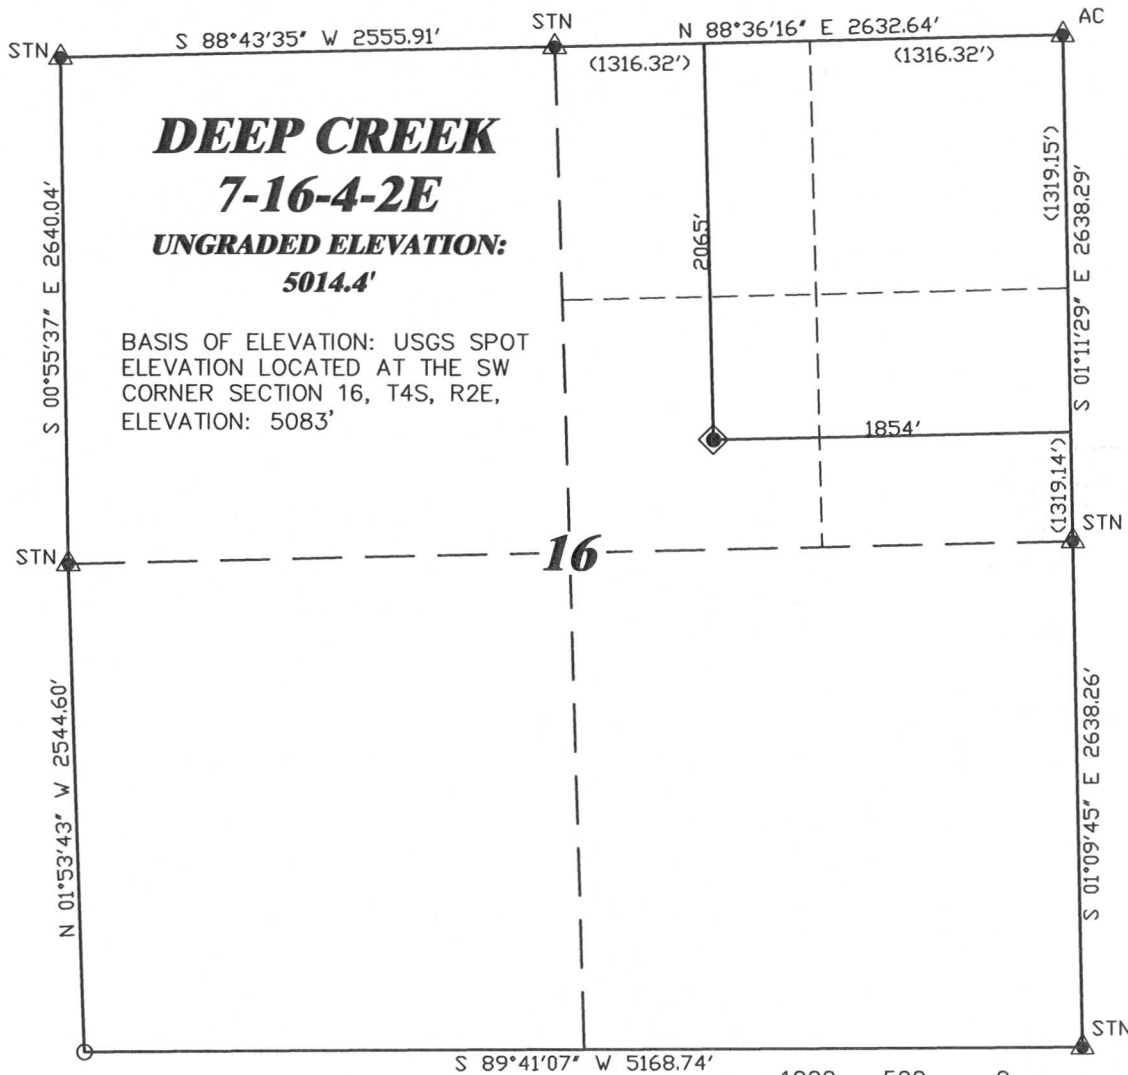 AC
STN
N 88°36'16" E 2632.64'
S 88°43'35" W 2555.91'
STN
(1316.32')
(1316.32')
DEEP CREEK
7-16-4-2E
UNGRADED ELEVATION:
5014.4'
BASIS OF ELEVATION: USGS SPOT
ELEVATION LOCATED AT THE SW
CORNER SECTION 16, T4S, R2E,
ELEVATION: 5083'
S 00°55'37" E 2640.04'
2065'
(1319.15')
S 01°11'29" E 2638.29'
1854'
(1319.14')
STN
STN
16
N 01°53'43" W 2544.60'
S 01°09'45" E 2638.26'
STN
S 89°41'07" W 5168.74'